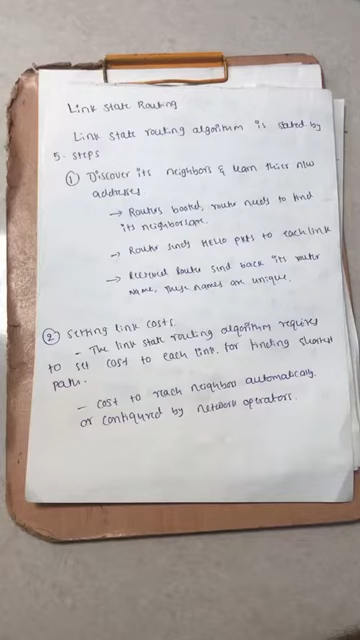 Link State Routing
Link state routing algorithm is stated by
5-steps
① Discover its neighbors & learn their n/w
addresses.
→ Routers booted, router needs to find
its neighbors are.
→ Router sends HELLO PKTS to each link
→ Received Router send back its router
name, These names are unique.
② Setting link costs.
- The link state routing algorithm requires
to set cost to each link for finding shortest
path.
- cost to reach neighbors automatically.
or configured by network operators.